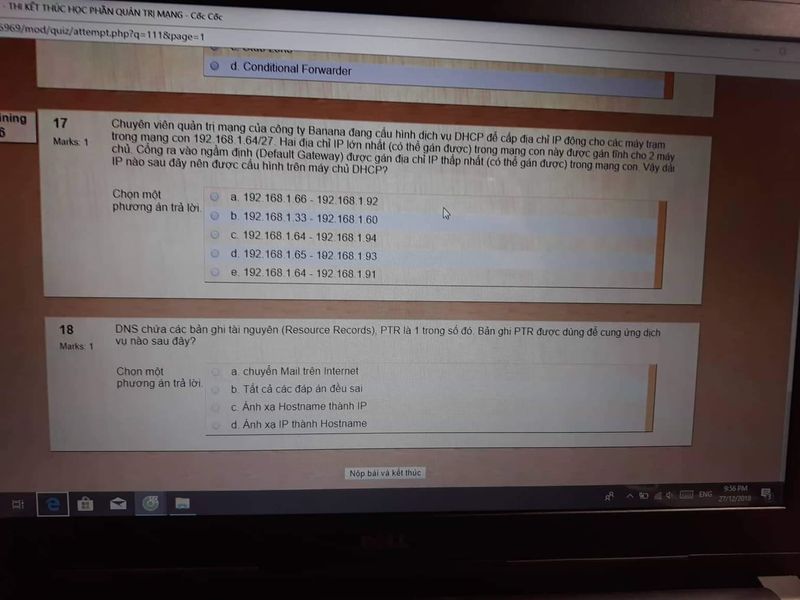 - THI KẾT THÚC HỌC PHẦN QUẢN TRỊ MẠNG - Cốc Cốc
6969/mod/quiz/attempt.php?q=111&page=1
d. Conditional Forwarder
ining
6
17
Marks: 1
Chuyên viên quản trị mạng của công ty Banana đang cấu hình dịch vụ DHCP để cấp địa chỉ IP động cho các máy trạm
trong mạng con 192.168.1.64/27. Hai địa chỉ IP lớn nhất (có thể gán được) trong mạng con này được gán tĩnh cho 2 máy
chủ. Cổng ra vào ngầm định (Default Gateway) được gán địa chỉ IP thấp nhất (có thể gán được) trong mạng con. Vậy dải
IP nào sau đây nên được cấu hình trên máy chủ DHCP?
Chọn một
phương án trả lời.
a. 192.168.1.66 - 192.168.1.92
b. 192.168.1.33 - 192.168.1.60
c. 192.168.1.64 - 192.168.1.94
d. 192.168.1.65 - 192.168.1.93
e. 192.168.1.64 - 192.168.1.91
18
Marks: 1
DNS chứa các bản ghi tài nguyên (Resource Records), PTR là 1 trong số đó. Bản ghi PTR được dùng để cung ứng dịch
vụ nào sau đây?
Chọn một
phương án trả lời.
a. chuyển Mail trên Internet
b. Tất cả các đáp án đều sai
c. Ánh xạ Hostname thành IP
d. Ánh xạ IP thành Hostname
Nộp bài và kết thúc
ENG
9:56 PM
27/12/2018
DELL